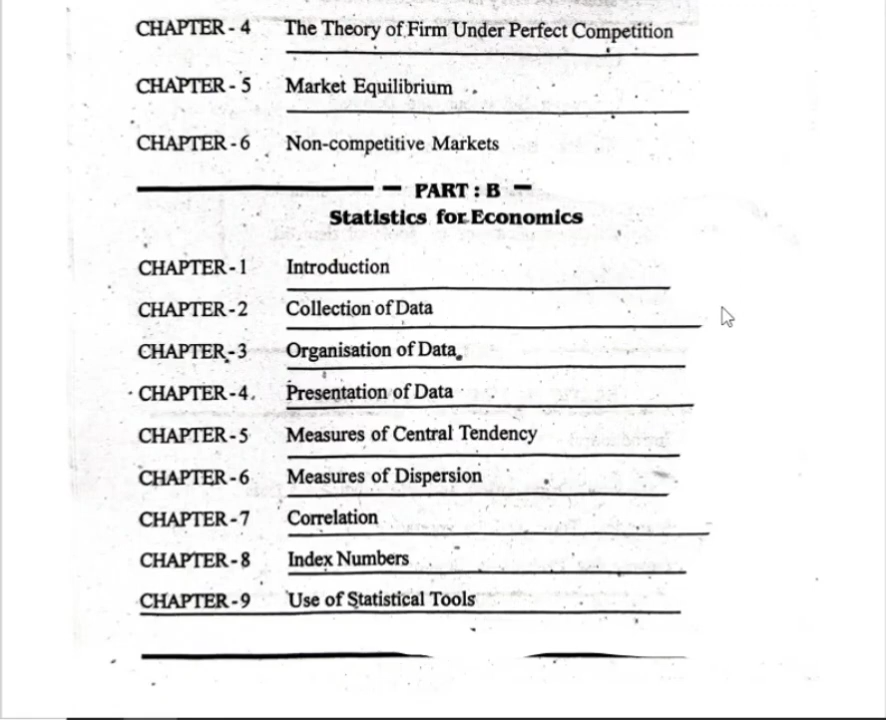 CHAPTER - 4 The Theory of Firm Under Perfect Competition
CHAPTER - 5 Market Equilibrium
CHAPTER - 6 Non-competitive Markets
PART : B
Statistics for Economics
CHAPTER - 1 Introduction
CHAPTER - 2 Collection of Data
CHAPTER - 3 Organisation of Data
CHAPTER - 4 Presentation of Data
CHAPTER - 5 Measures of Central Tendency
CHAPTER - 6 Measures of Dispersion
CHAPTER - 7 Correlation
CHAPTER - 8 Index Numbers
CHAPTER - 9 Use of Statistical Tools